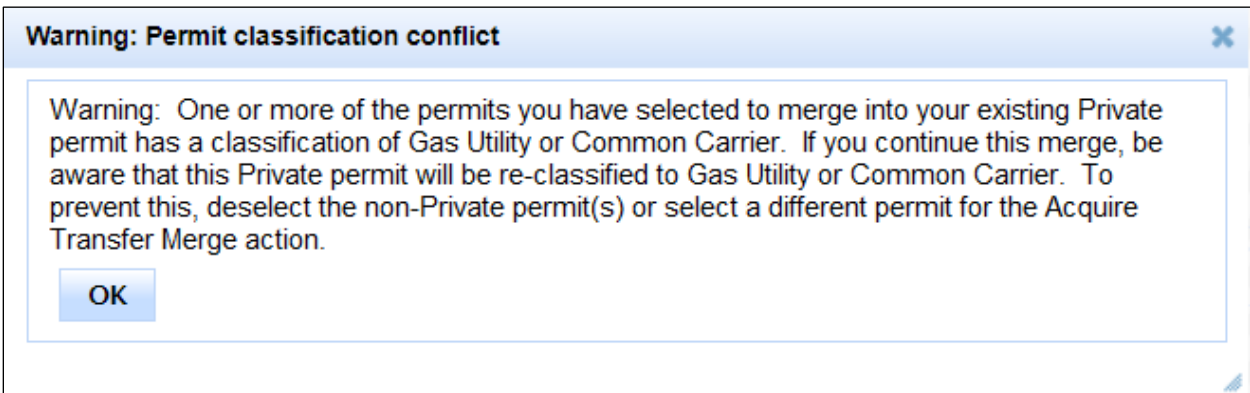 Warning: Permit classification conflict
Warning:  One or more of the permits you have selected to merge into your existing Private
permit has a classification of Gas Utility or Common Carrier.  If you continue this merge, be
aware that this Private permit will be re-classified to Gas Utility or Common Carrier.  To
prevent this, deselect the non-Private permit(s) or select a different permit for the Acquire
Transfer Merge action.
OK